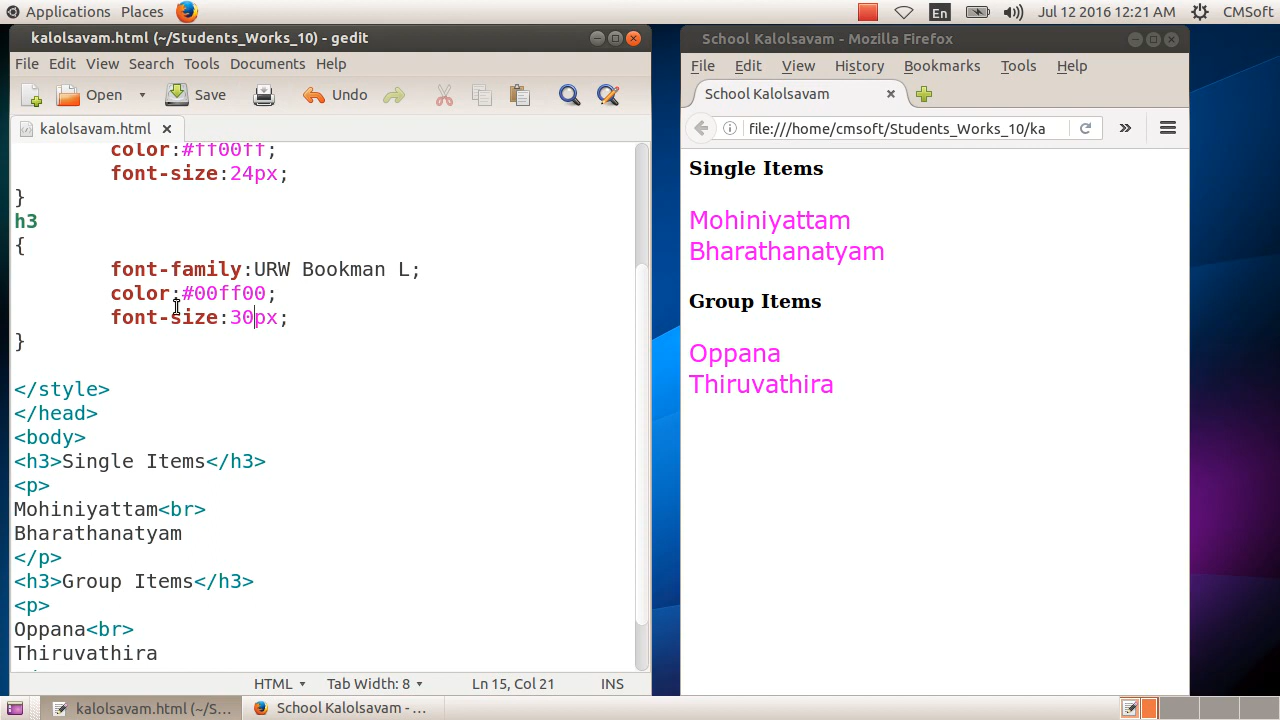 Applications Places En Jul 12 2016 12:21 AM CMSoft
kalolsavam.html (~/Students_Works_10) - gedit
File Edit View Search Tools Documents Help
Open Save Undo
kalolsavam.html
color:#ff00ff;
font-size:24px;
}
h3
{
font-family:URW Bookman L;
color:#00ff00;
font-size:30px;
}
</style>
</head>
<body>
<h3>Single Items</h3>
<p>
Mohiniyattam<br>
Bharathanatyam
</p>
<h3>Group Items</h3>
<p>
Oppana<br>
Thiruvathira
HTML Tab Width: 8 Ln 15, Col 21 INS
School Kalolsavam - Mozilla Firefox
File Edit View History Bookmarks Tools Help
School Kalolsavam
file:///home/cmsoft/Students_Works_10/ka
Single Items
Mohiniyattam
Bharathanatyam
Group Items
Oppana
Thiruvathira
kalolsavam.html (~/S... School Kalolsavam - ...